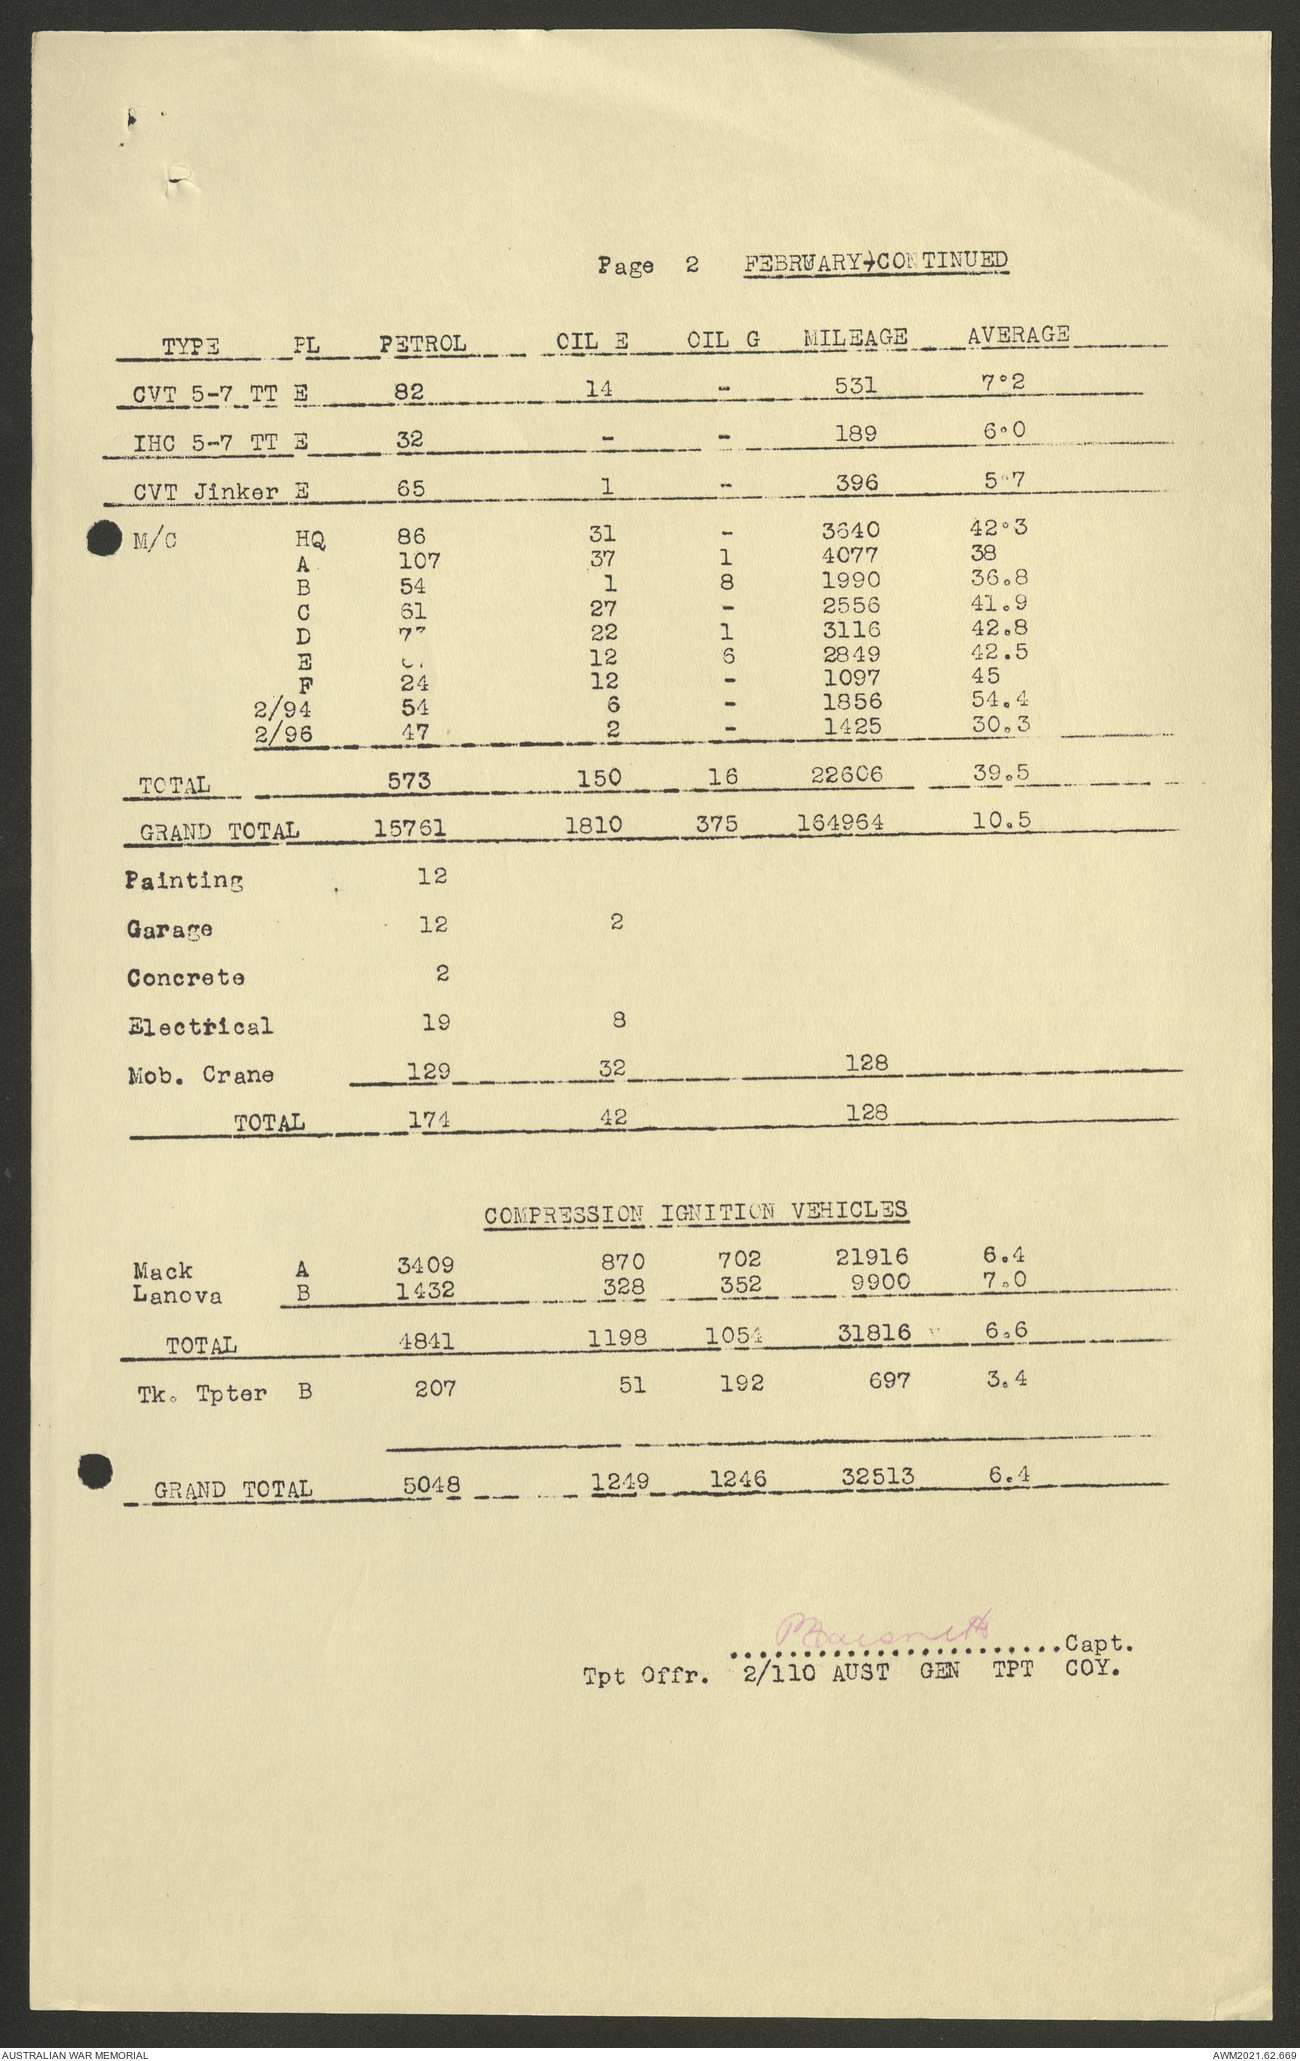 Page 2 FEBRUARY-CONTINUED
TYPE PL PETROL OIL E OIL G MILEAGE AVERAGE
CVT 5-7 TT E 82 14 - 531 7°2
IHC 5-7 TT E 32 - - 189 6°0
CVT Jinker E 65 1 - 396 5°7
M/C HQ 86 31 - 3640 42°3
A 107 37 1 4077 38
B 54 1 8 1990 36.8
C 61 27 - 2556 41.9
D 22 1 3116 42.8
E 12 6 2849 42.5
F 24 12 - 1097 45
2/94 54 6 - 1856 54.4
2/96 47 2 - 1425 30.3
TOTAL 573 150 16 22606 39.5
GRAND TOTAL 15761 1810 375 164964 10.5
Painting 12
Garage 12 2
Concrete 2
Electrical 19 8
Mob. Crane 129 32 128
TOTAL 174 42 128
COMPRESSION IGNITION VEHICLES
Mack A 3409 870 702 21916 6.4
Lanova B 1432 328 352 9900 7.0
TOTAL 4841 1198 1054 31816 6.6
Tk. Tpter B 207 51 192 697 3.4
GRAND TOTAL 5048 1249 1246 32513 6.4
.......................Capt.
Tpt Offr. 2/110 AUST GEN TPT COY.
AUSTRALIAN WAR MEMORIAL AWM2021.62.669